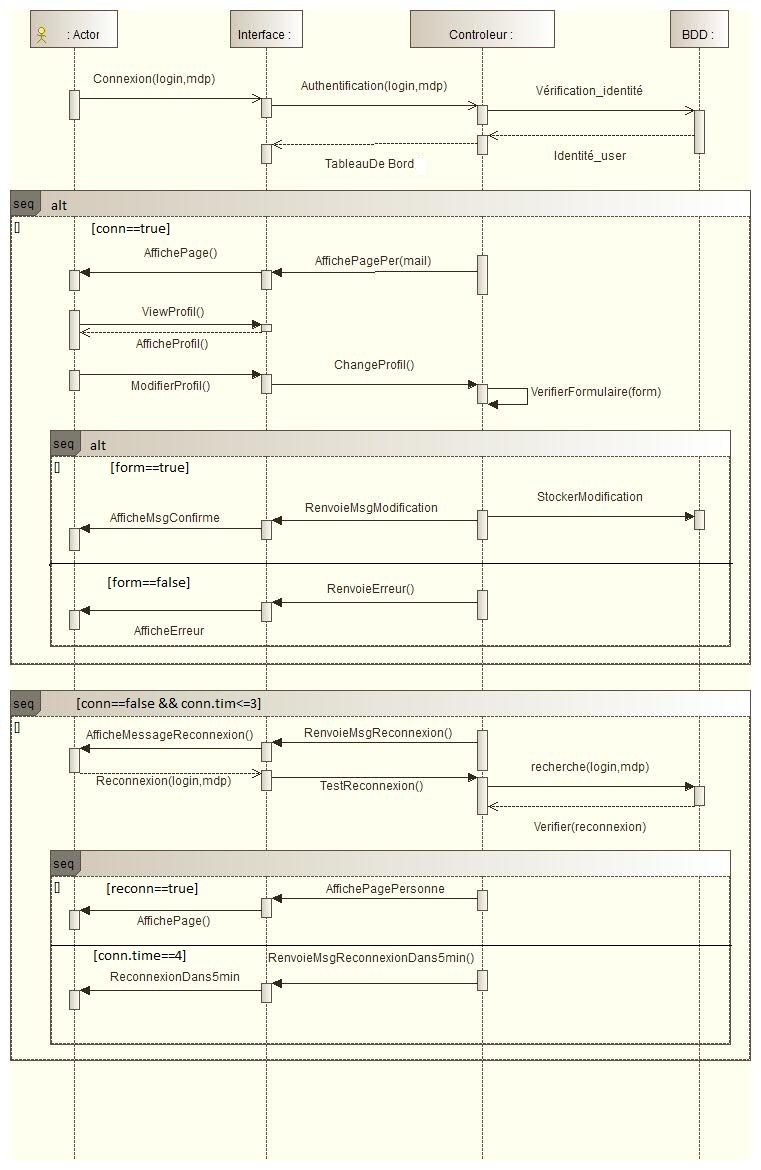 : Actor
Interface :
Controleur :
BDD :
Connexion(login,mdp)
Authentification(login,mdp)
Vérification_identité
Identité_user
TableauDe Bord
seq
alt
[]
[conn==true]
AffichePage()
AffichePagePer(mail)
ViewProfil()
AfficheProfil()
ChangeProfil()
ModifierProfil()
VerifierFormulaire(form)
seq
alt
[]
[form==true]
StockerModification
RenvoieMsgModification
AfficheMsgConfirme
[form==false]
RenvoieErreur()
AfficheErreur
seq
[conn==false && conn.tim<=3]
[]
AfficheMessageReconnexion()
RenvoieMsgReconnexion()
recherche(login,mdp)
Reconnexion(login,mdp)
TestReconnexion()
Verifier(reconnexion)
seq
[]
[reconn==true]
AffichePagePersonne
AffichePage()
[conn.time==4]
RenvoieMsgReconnexionDans5min()
ReconnexionDans5min